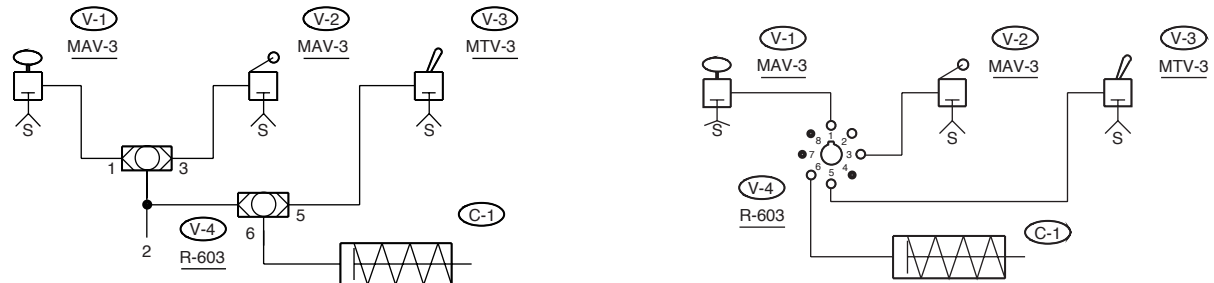 V-1 V-2 V-3
MAV-3 MAV-3 MTV-3
S S S
1 3
5
V-4 6 C-1
2 R-603
V-1 V-2 V-3
MAV-3 MAV-3 MTV-3
S S S
1
8 2
7 3
6 4
5
V-4
R-603
C-1